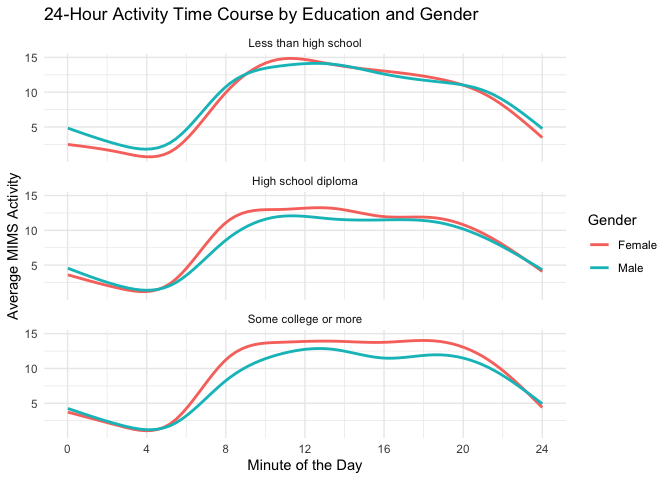 24-Hour Activity Time Course by Education and Gender
Less than high school
15
10
5
High school diploma
15
10
5
Some college or more
15
10
5
0 4 8 12 16 20 24
Minute of the Day
Average MIMS Activity
Gender
Female
Male